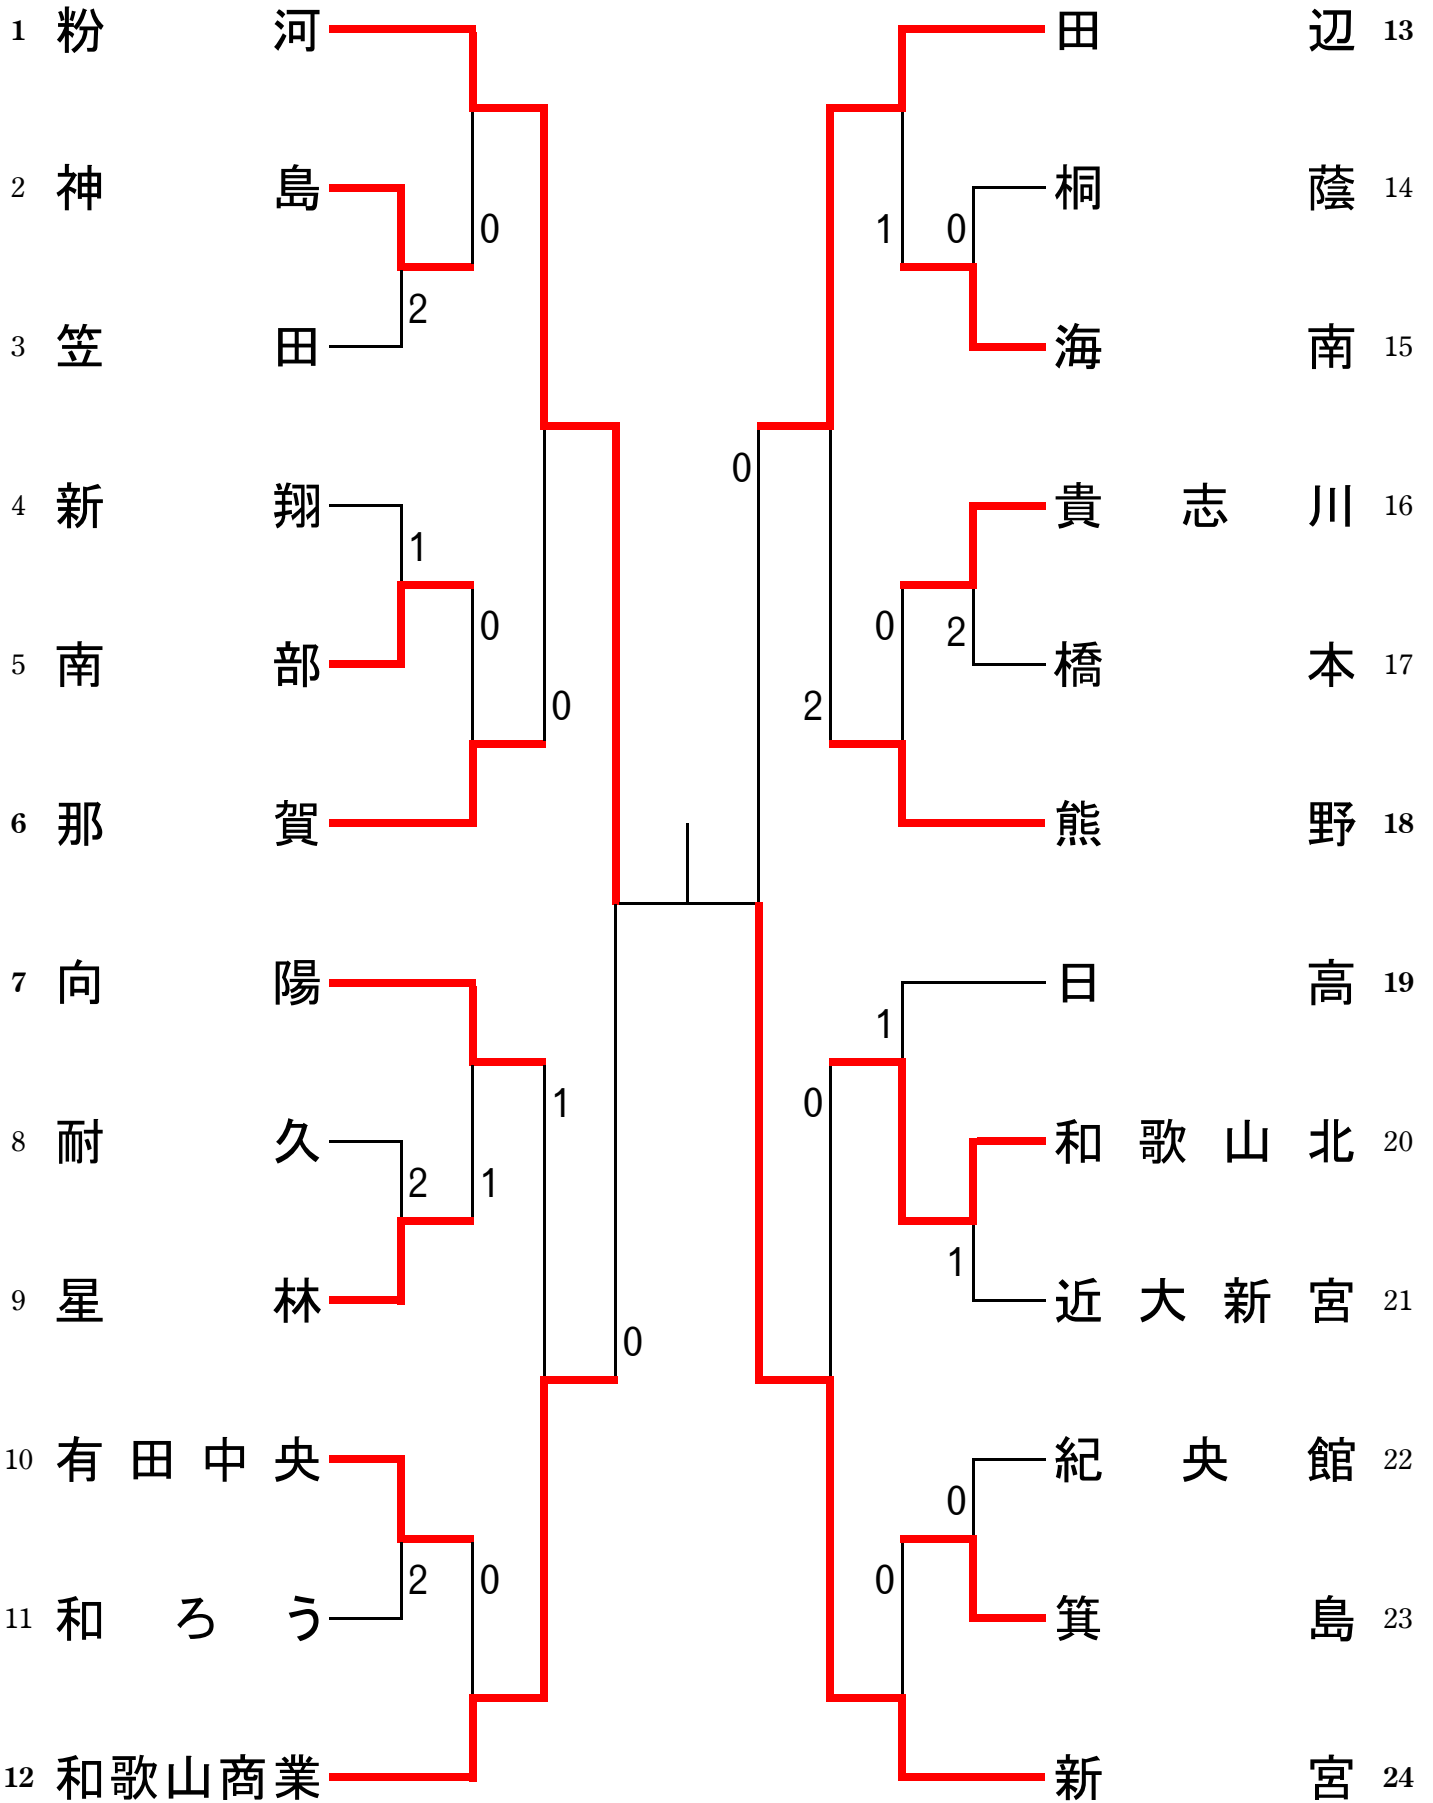 1 粉河
2 神島
0
2
3 笠田
4 新翔
1
0
5 南部
0
6 那賀
7 向陽
1
8 耐久
2 1
9 星林
0
10 有田中央
2 0
11 和ろう
12 和歌山商業
田辺 13
桐蔭 14
1 0
海南 15
0
貴志川 16
0 2
橋本 17
2
熊野 18
日高 19
1
0
和歌山北 20
1
近大新宮 21
紀央館 22
0
0
箕島 23
新宮 24